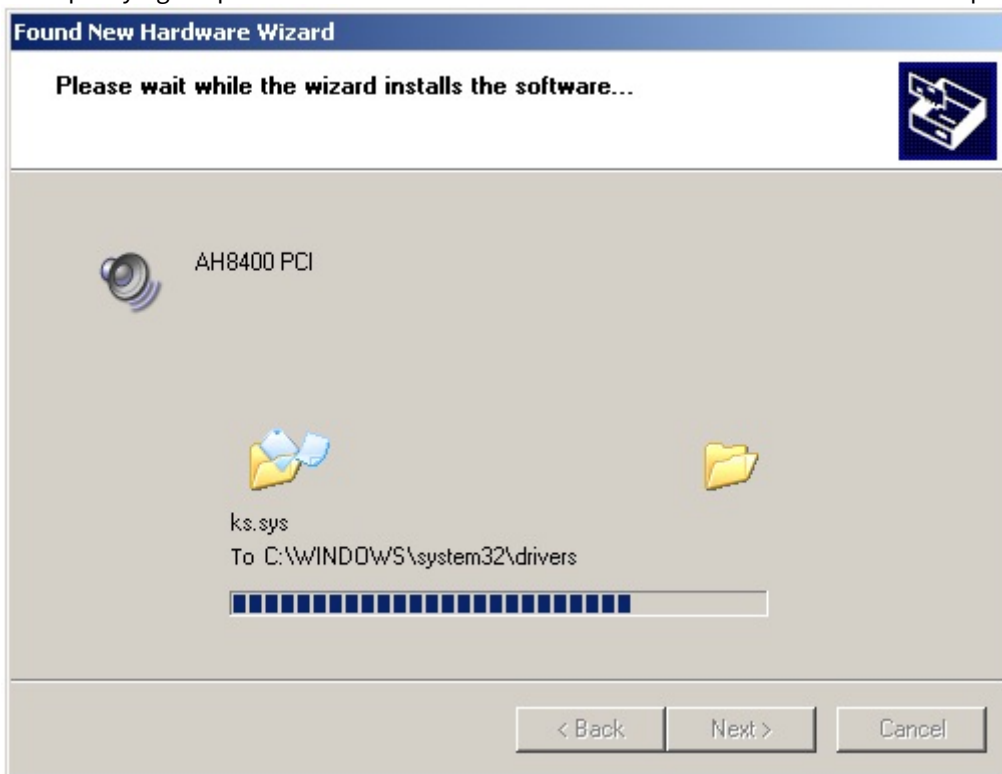 Found New Hardware Wizard
Please wait while the wizard installs the software...
AH8400 PCI
ks.sys
To C:\WINDOWS\system32\drivers
< Back
Next >
Cancel